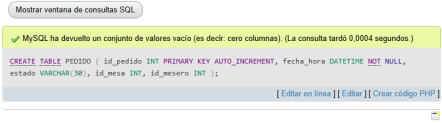 Mostrar ventana de consultas SQL
MySQL ha devuelto un conjunto de valores vacío (es decir: cero columnas). (La consulta tardó 0,0004 segundos.)
CREATE TABLE PEDIDO ( id_pedido INT PRIMARY KEY AUTO_INCREMENT, fecha_hora DATETIME NOT NULL,
estado VARCHAR(30), id_mesa INT, id_mesero INT );
[ Editar en línea ] [ Editar ] [ Crear código PHP ]